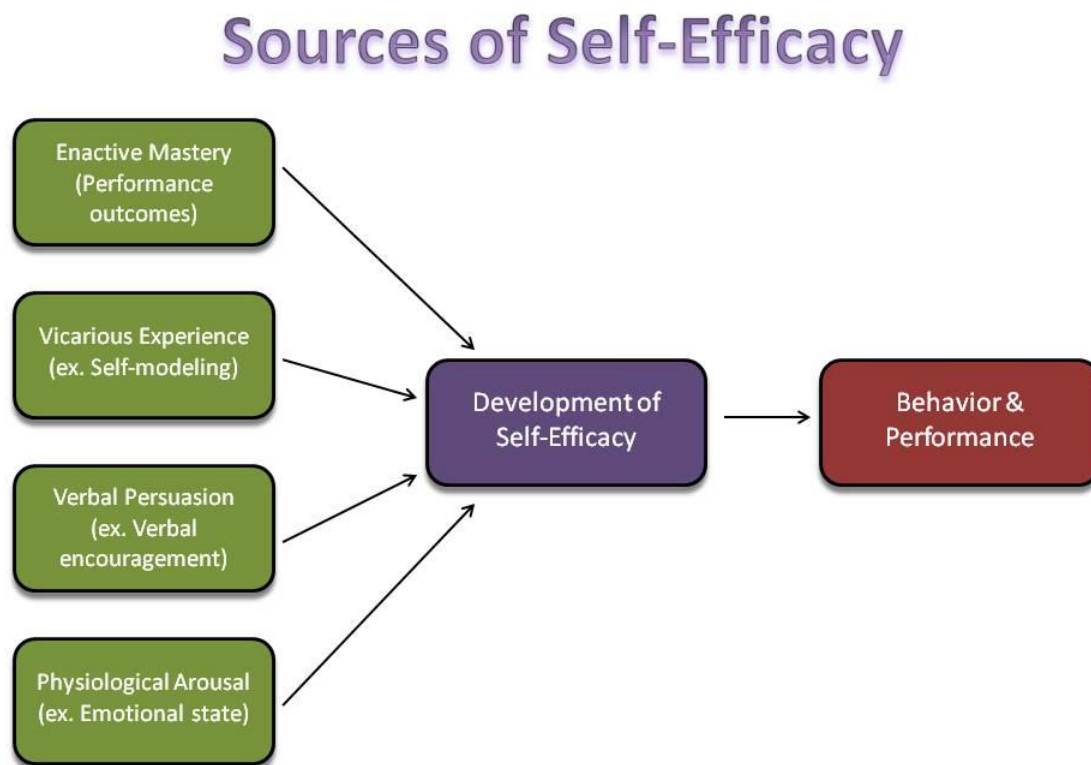 Sources of Self-Efficacy
Enactive Mastery
(Performance
outcomes)
Vicarious Experience
(ex. Self-modeling)
Verbal Persuasion
(ex. Verbal
encouragement)
Physiological Arousal
(ex. Emotional state)
Development of
Self-Efficacy
Behavior &
Performance